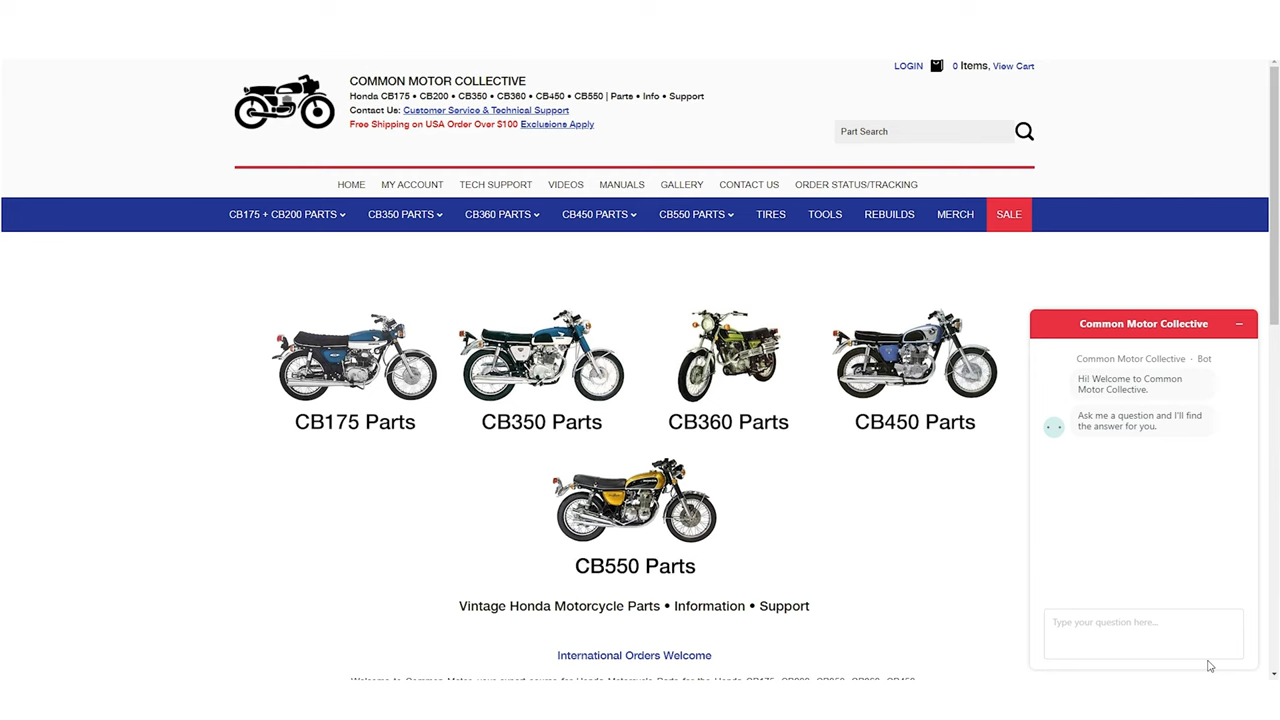 LOGIN 0 Items, View Cart
COMMON MOTOR COLLECTIVE
Honda CB175 • CB200 • CB350 • CB360 • CB450 • CB550 | Parts • Info • Support
Contact Us: Customer Service & Technical Support
Free Shipping on USA Order Over $100 Exclusions Apply
Part Search
HOME MY ACCOUNT TECH SUPPORT VIDEOS MANUALS GALLERY CONTACT US ORDER STATUS/TRACKING
CB175 + CB200 PARTS CB350 PARTS CB360 PARTS CB450 PARTS CB550 PARTS TIRES TOOLS REBUILDS MERCH SALE
CB175 Parts CB350 Parts CB360 Parts CB450 Parts
CB550 Parts
Vintage Honda Motorcycle Parts • Information • Support
International Orders Welcome
Common Motor Collective
Common Motor Collective · Bot
Hi! Welcome to Common
Motor Collective.
Ask me a question and I'll find
the answer for you.
Type your question here...